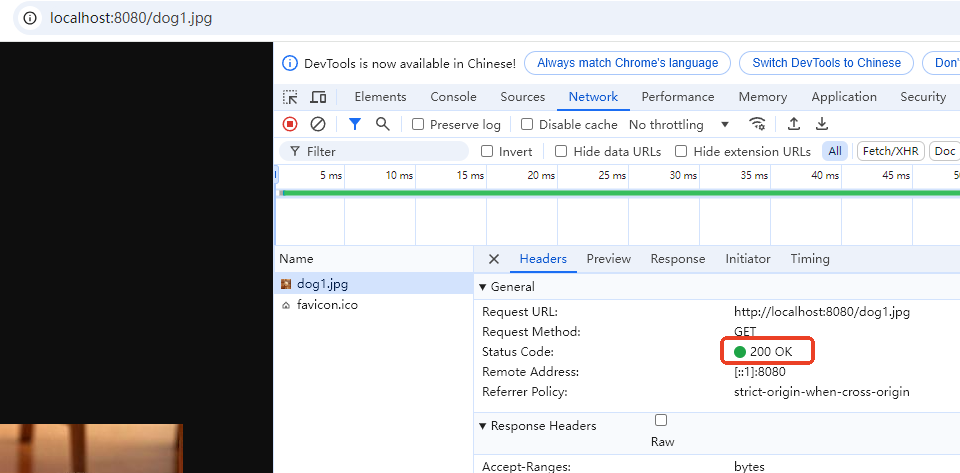 localhost:8080/dog1.jpg
DevTools is now available in Chinese! Always match Chrome's language Switch DevTools to Chinese Don't
Elements Console Sources Network Performance Memory Application Security
Preserve log Disable cache No throttling
Filter Invert Hide data URLs Hide extension URLs All Fetch/XHR Doc
5 ms 10 ms 15 ms 20 ms 25 ms 30 ms 35 ms 40 ms 45 ms
Name Headers Preview Response Initiator Timing
dog1.jpg
General
favicon.ico
Request URL: http://localhost:8080/dog1.jpg
Request Method: GET
Status Code: 200 OK
Remote Address: [::1]:8080
Referrer Policy: strict-origin-when-cross-origin
Response Headers
Raw
Accept-Ranges: bytes